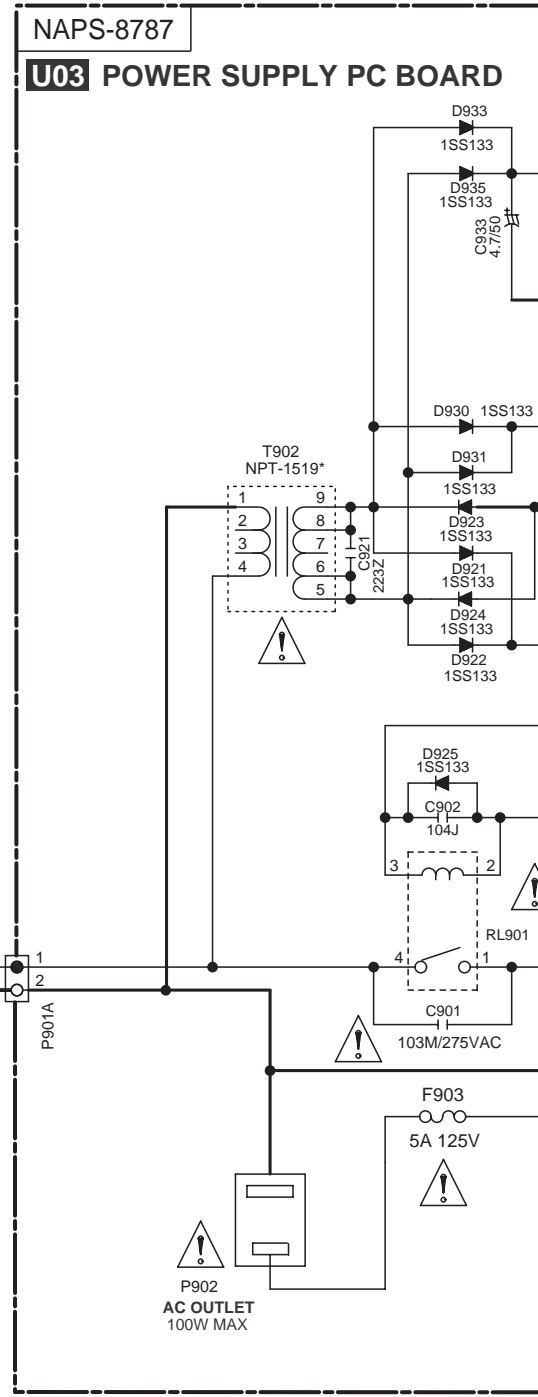 NAPS-8787
U03 POWER SUPPLY PC BOARD
D933
1SS133
D935
1SS133
+
C933
4.7/50
D930 1SS133
D931
1SS133
T902
NPT-1519*
1
2
3
4
9
8
7
6
5
C921
223Z
D923
1SS133
D921
1SS133
D924
1SS133
D922
1SS133
!
D925
1SS133
C902
104J
3
2
!
RL901
4
1
1
2
P901A
C901
103M/275VAC
!
F903
5A 125V
!
!
P902
AC OUTLET
100W MAX